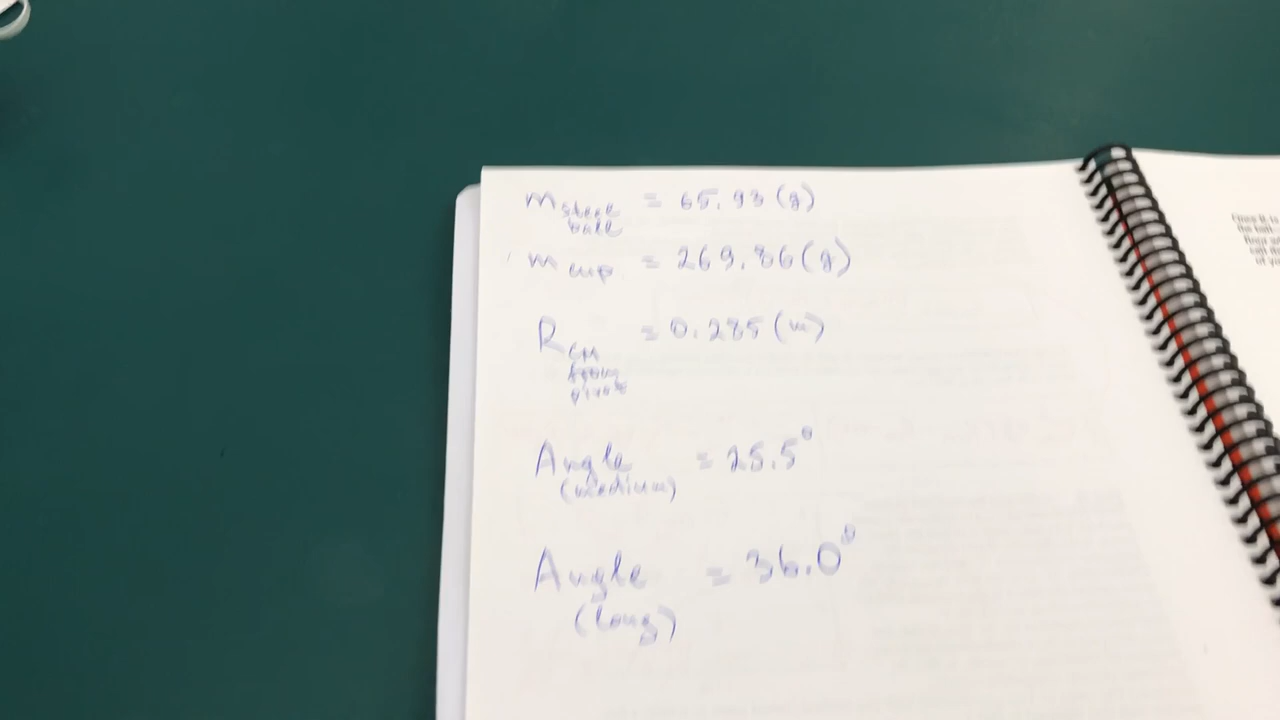 m steel ball = 65.93 (g)
m cup = 269.86 (g)
R CM from pivot = 0.285 (m)
Angle (medium) = 25.5°
Angle (long) = 36.0°